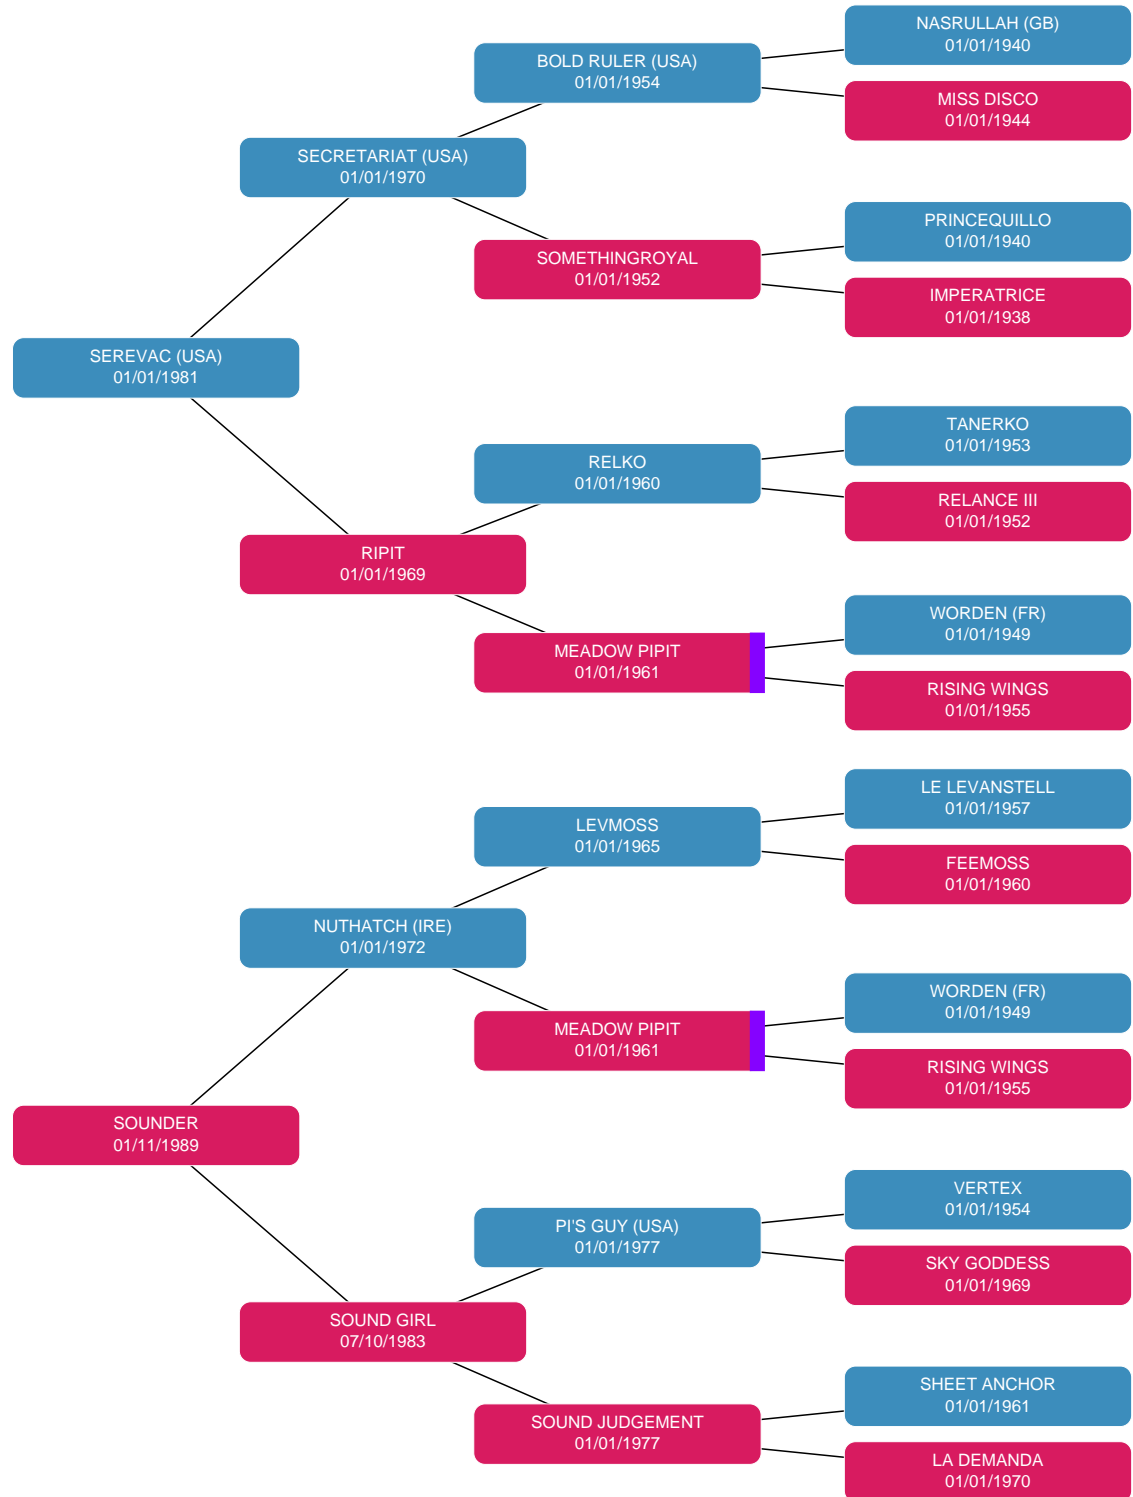 NASRULLAH (GB)
01/01/1940
BOLD RULER (USA)
01/01/1954
MISS DISCO
01/01/1944
SECRETARIAT (USA)
01/01/1970
PRINCEQUILLO
01/01/1940
SOMETHINGROYAL
01/01/1952
IMPERATRICE
01/01/1938
SEREVAC (USA)
01/01/1981
TANERKO
01/01/1953
RELKO
01/01/1960
RELANCE III
01/01/1952
RIPIT
01/01/1969
WORDEN (FR)
01/01/1949
MEADOW PIPIT
01/01/1961
RISING WINGS
01/01/1955
LE LEVANSTELL
01/01/1957
LEVMOSS
01/01/1965
FEEMOSS
01/01/1960
NUTHATCH (IRE)
01/01/1972
WORDEN (FR)
01/01/1949
MEADOW PIPIT
01/01/1961
RISING WINGS
01/01/1955
SOUNDER
01/11/1989
VERTEX
01/01/1954
PI'S GUY (USA)
01/01/1977
SKY GODDESS
01/01/1969
SOUND GIRL
07/10/1983
SHEET ANCHOR
01/01/1961
SOUND JUDGEMENT
01/01/1977
LA DEMANDA
01/01/1970